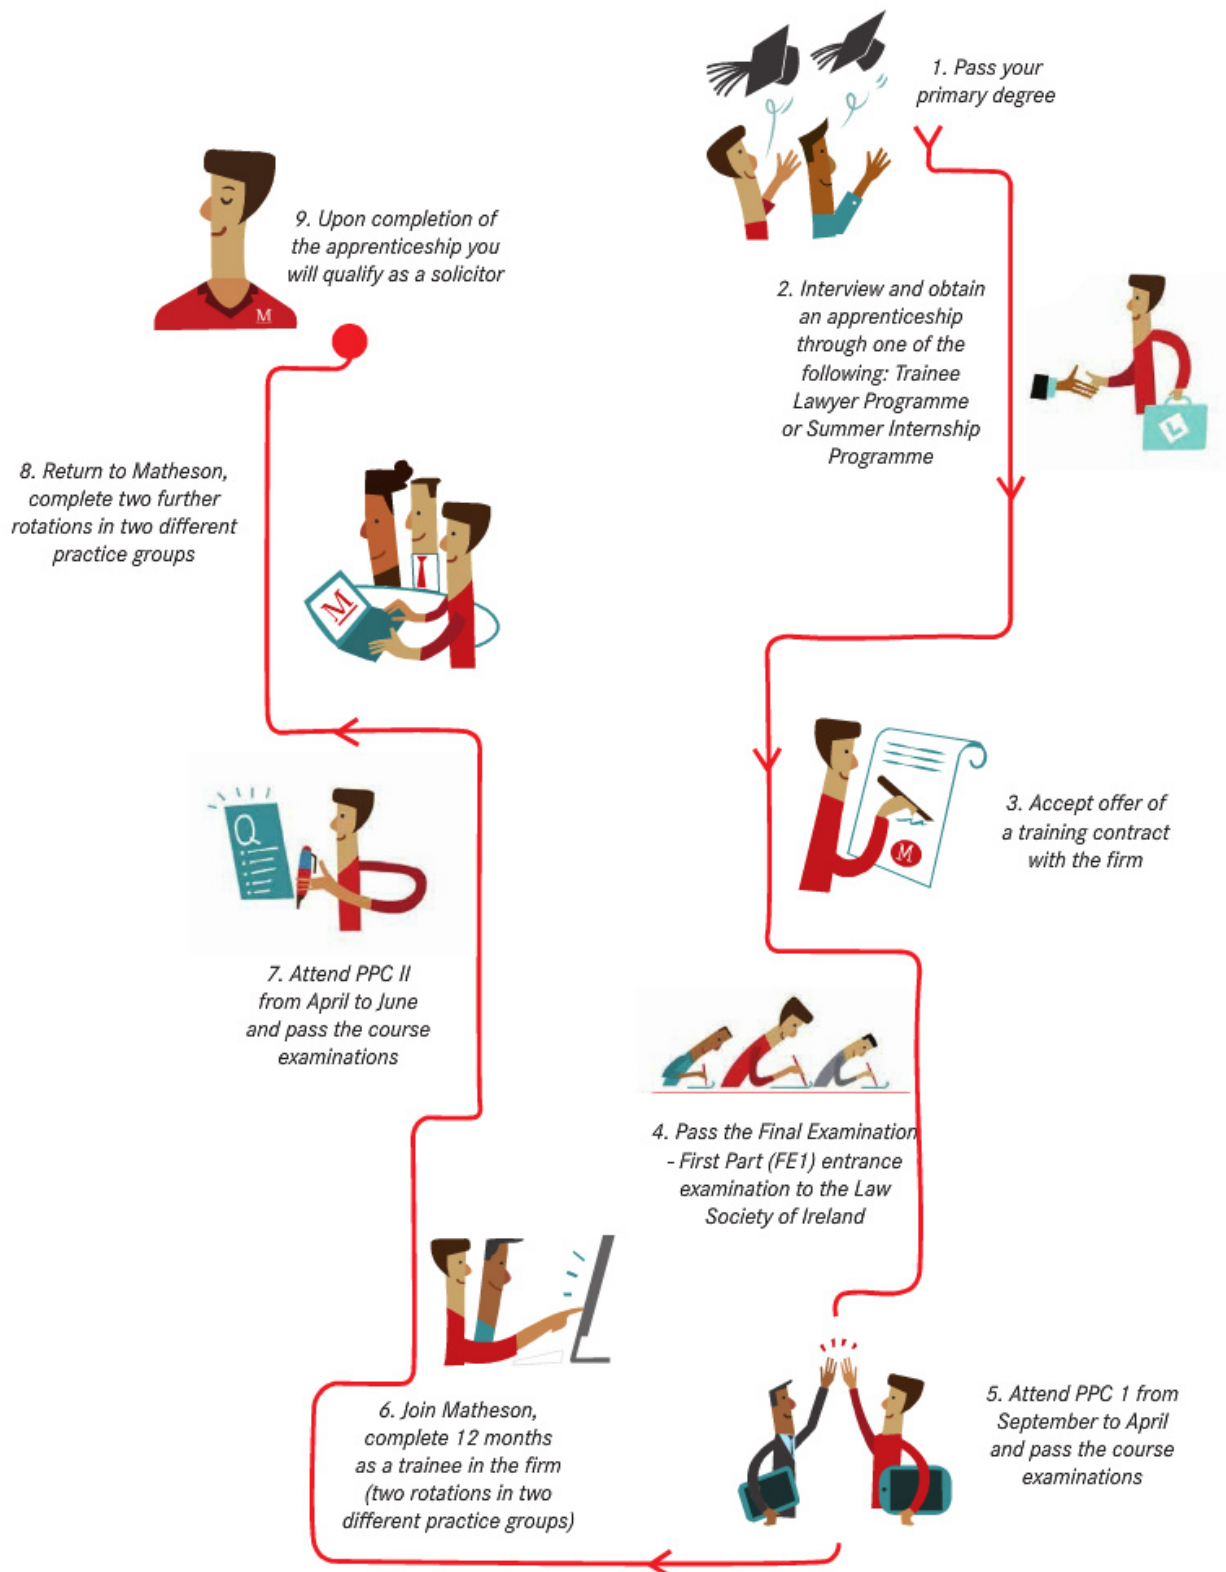 1. Pass your
primary degree
2. Interview and obtain
an apprenticeship
through one of the
following: Trainee
Lawyer Programme
or Summer Internship
Programme
L
3. Accept offer of
a training contract
with the firm
M
4. Pass the Final Examination
- First Part (FE1) entrance
examination to the Law
Society of Ireland
5. Attend PPC 1 from
September to April
and pass the course
examinations
6. Join Matheson,
complete 12 months
as a trainee in the firm
(two rotations in two
different practice groups)
Q
7. Attend PPC II
from April to June
and pass the course
examinations
8. Return to Matheson,
complete two further
rotations in two different
practice groups
M
9. Upon completion of
the apprenticeship you
will qualify as a solicitor
M